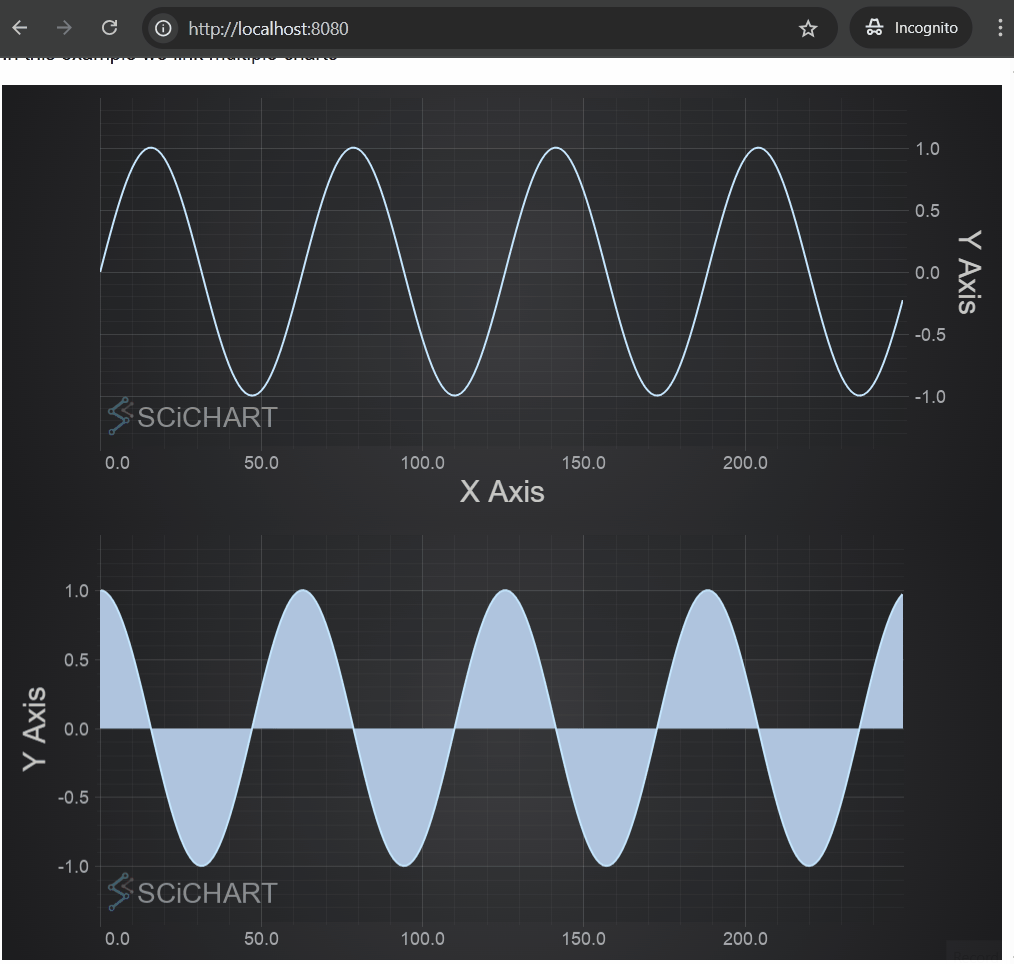 http://localhost:8080
Incognito
In this example we link multiple charts
1.0
0.5
0.0
-0.5
-1.0
Y Axis
SCiCHART
0.0 50.0 100.0 150.0 200.0
X Axis
1.0
0.5
0.0
-0.5
-1.0
Y Axis
SCiCHART
0.0 50.0 100.0 150.0 200.0